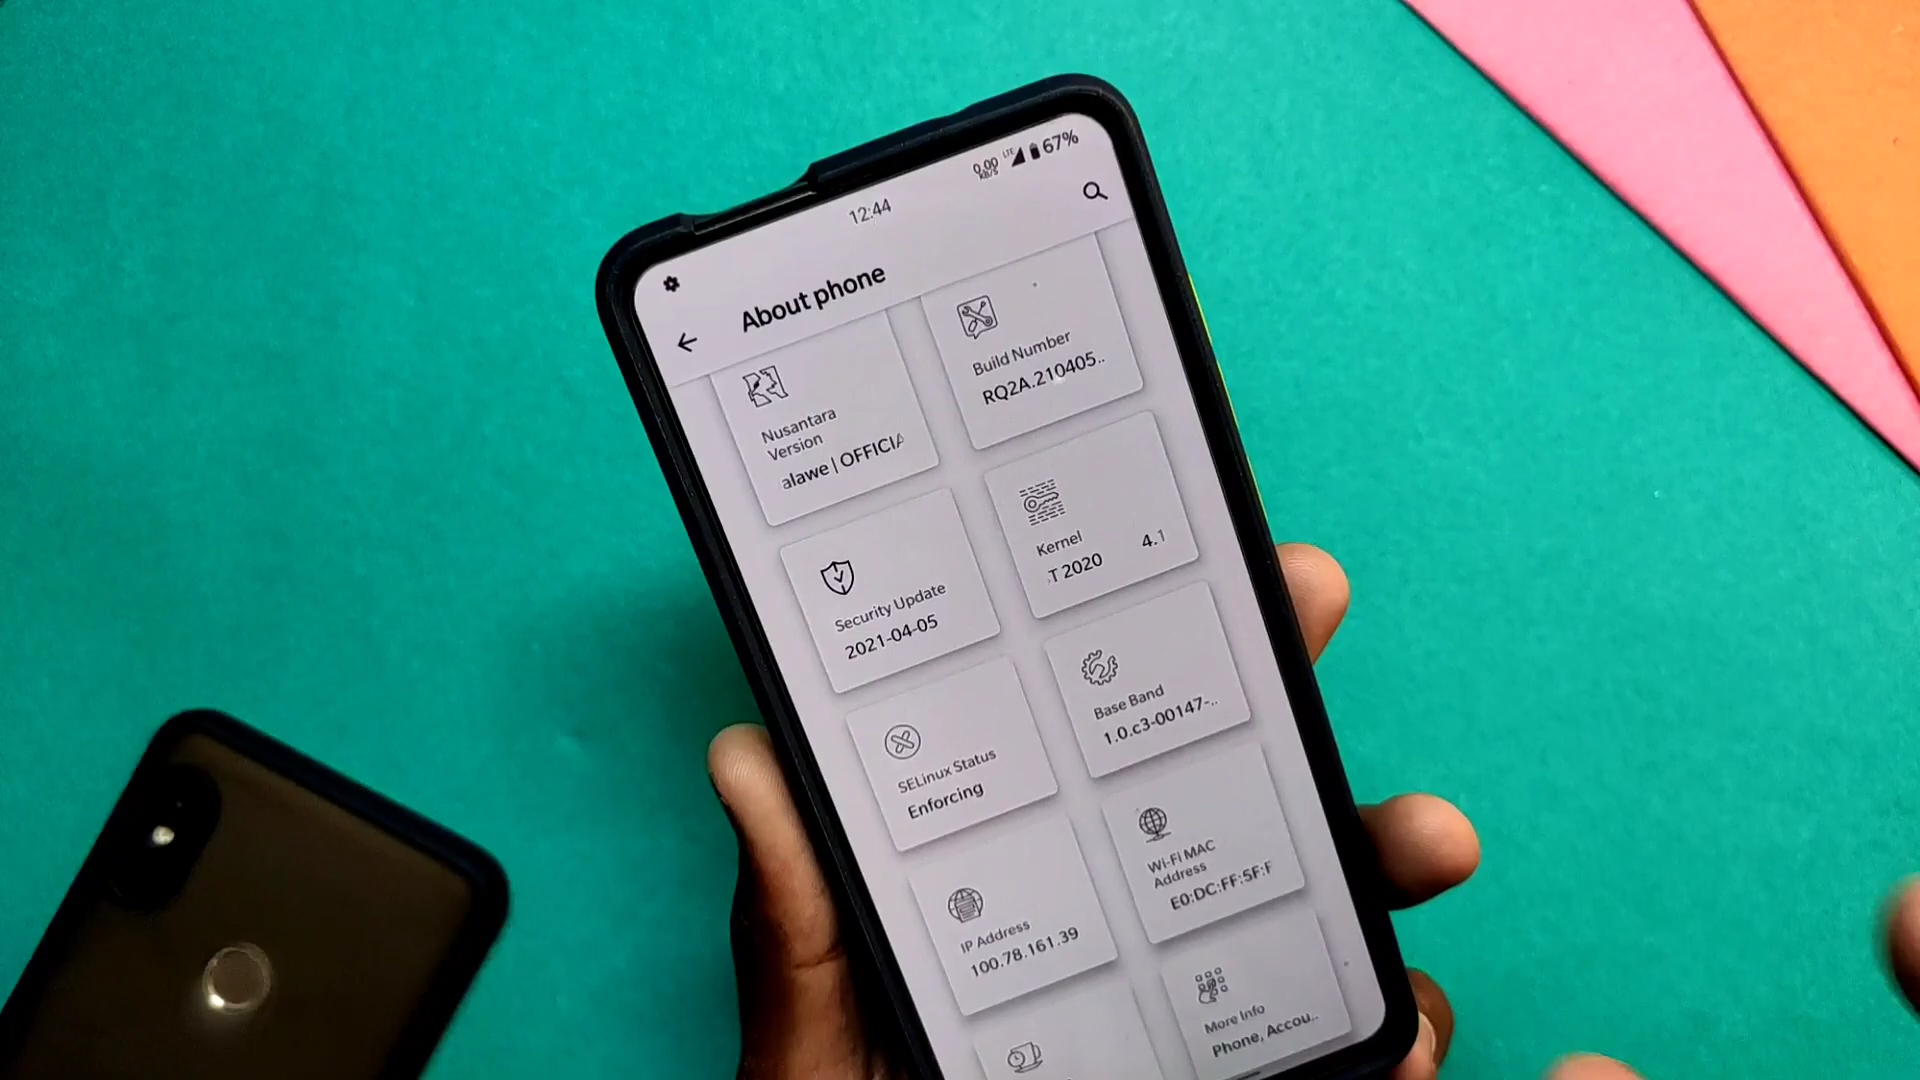 0.00
KB/S
LTE
67%
12:44
About phone
Nusantara
Version
alawe | OFFICIA
Build Number
RQ2A.210405..
Security Update
2021-04-05
Kernel
T 2020 4.1
SELinux Status
Enforcing
Base Band
1.0.c3-00147-..
IP Address
100.78.161.39
Wi-Fi MAC
Address
E0:DC:FF:5F:F
More Info
Phone, Accou..